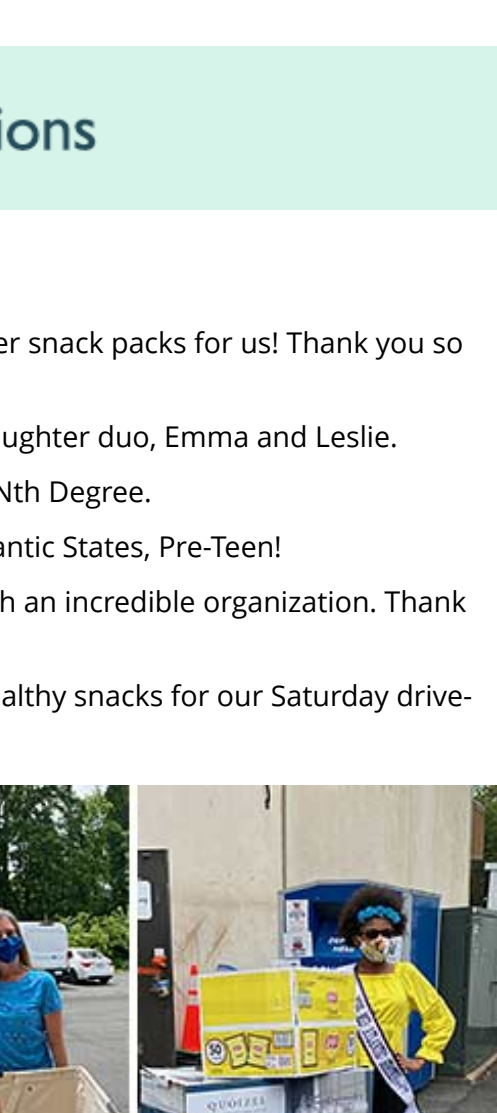 ions
er snack packs for us! Thank you so
ughter duo, Emma and Leslie.
Nth Degree.
antic States, Pre-Teen!
h an incredible organization. Thank
althy snacks for our Saturday drive-
50
QUOIZEL